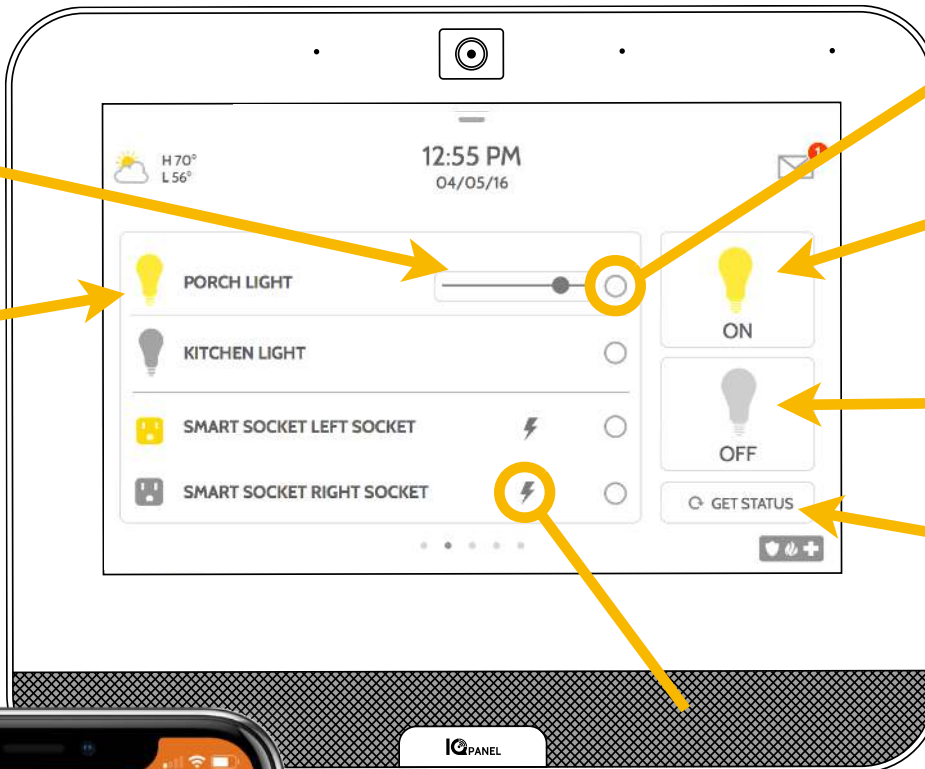 H 70°
L 56°
12:55 PM
04/05/16
1
PORCH LIGHT
KITCHEN LIGHT
SMART SOCKET LEFT SOCKET
SMART SOCKET RIGHT SOCKET
ON
OFF
GET STATUS
IQ PANEL